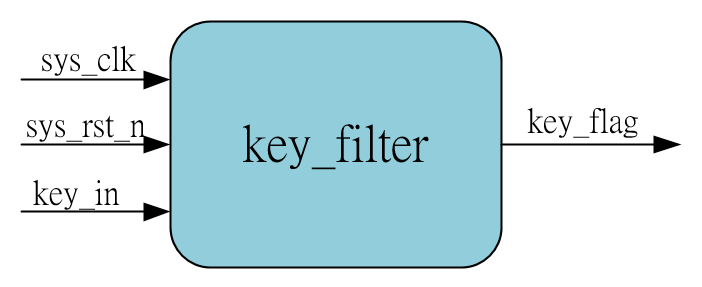 sys_clk
sys_rst_n
key_in
key_filter
key_flag